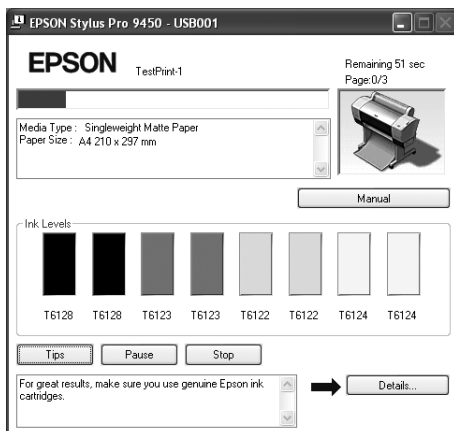 EPSON Stylus Pro 9450 - USB001
EPSON
TestPrint-1
Remaining 51 sec
Page:0/3
Media Type : Singleweight Matte Paper
Paper Size : A4 210 x 297 mm
Manual
Ink Levels
T6128 T6128 T6123 T6123 T6122 T6122 T6124 T6124
Tips Pause Stop
For great results, make sure you use genuine Epson ink
cartridges.
Details...